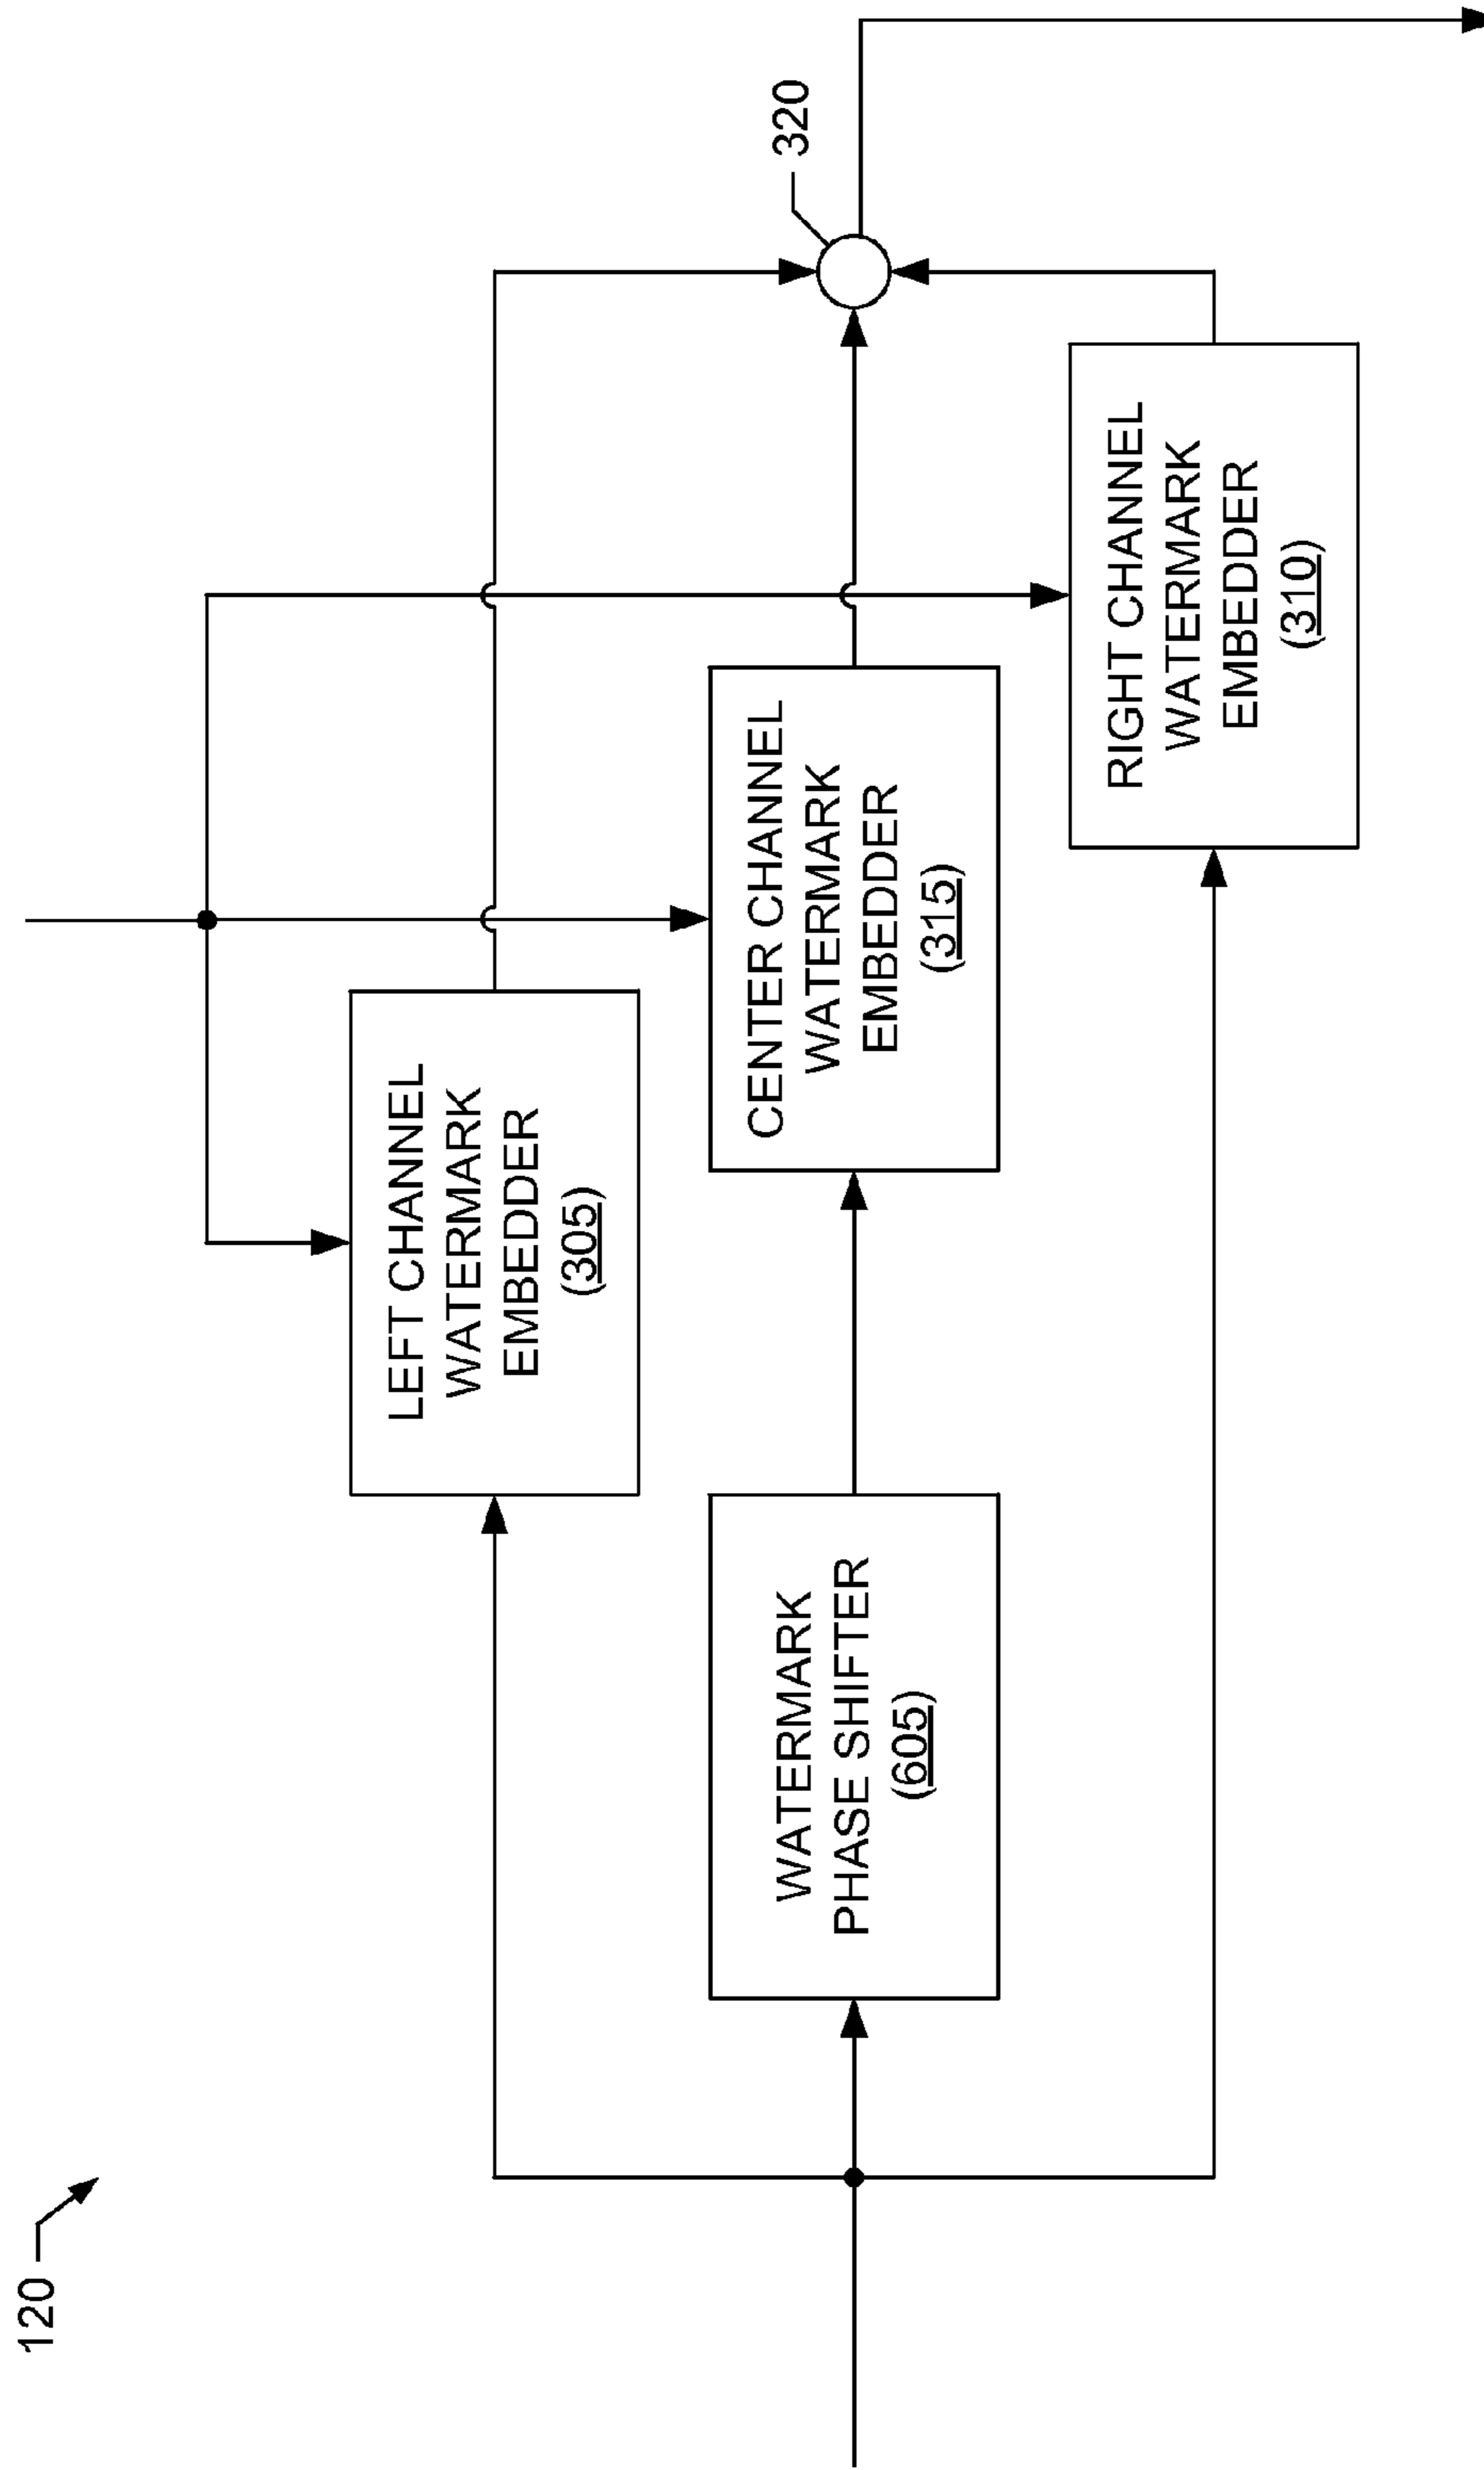 120
320
LEFT CHANNEL
WATERMARK
EMBEDDER
(305)
WATERMARK
PHASE SHIFTER
(605)
CENTER CHANNEL
WATERMARK
EMBEDDER
(315)
RIGHT CHANNEL
WATERMARK
EMBEDDER
(310)